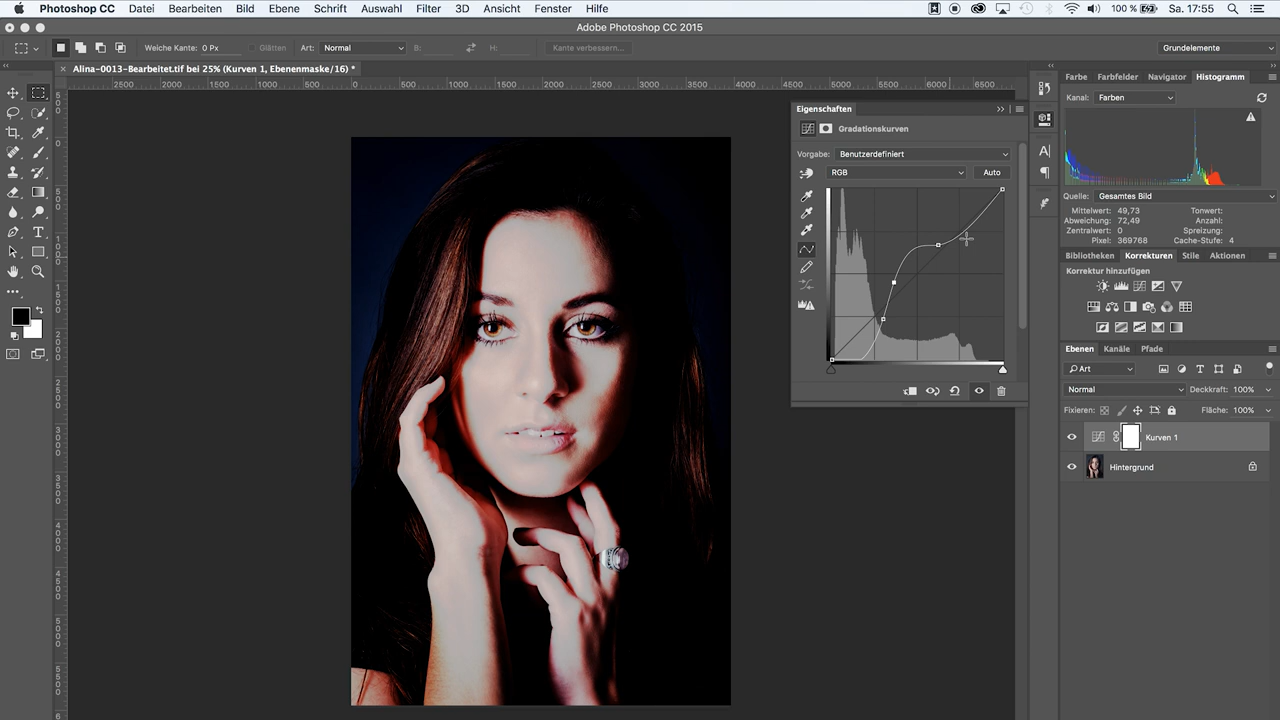 Photoshop CC Datei Bearbeiten Bild Ebene Schrift Auswahl Filter 3D Ansicht Fenster Hilfe 100 % Sa. 17:55
Adobe Photoshop CC 2015
Weiche Kante: 0 Px Glätten Art: Normal B: H: Kante verbessern... Grundelemente
× Alina-0013-Bearbeitet.tif bei 25% (Kurven 1, Ebenenmaske/16) *
2500 2000 1500 1000 500 0 500 1000 1500 2000 2500 3000 3500 4000 6000 6500
Farbe Farbfelder Navigator Histogramm
Kanal: Farben
Quelle: Gesamtes Bild
Mittelwert: 49,73 Tonwert:
Abweichung: 72,49 Anzahl:
Zentralwert: 0 Spreizung:
Pixel: 369768 Cache-Stufe: 4
Bibliotheken Korrekturen Stile Aktionen
Korrektur hinzufügen
Ebenen Kanäle Pfade
Art
Normal Deckkraft: 100%
Fixieren: Fläche: 100%
Kurven 1
Hintergrund
Eigenschaften
Gradationskurven
Vorgabe: Benutzerdefiniert
RGB Auto